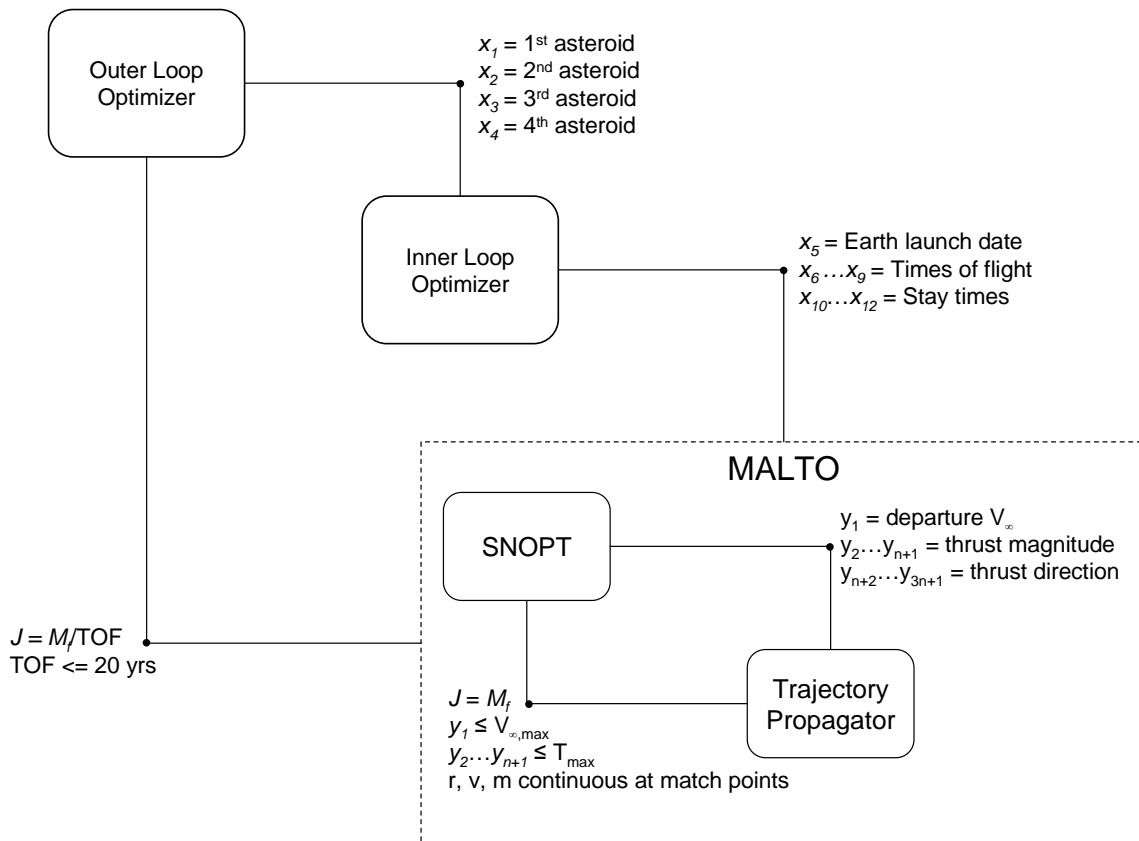 Outer Loop
Optimizer
x₁ = 1ˢᵗ asteroid
x₂ = 2ⁿᵈ asteroid
x₃ = 3ʳᵈ asteroid
x₄ = 4ᵗʰ asteroid
Inner Loop
Optimizer
x₅ = Earth launch date
x₆…x₉ = Times of flight
x₁₀…x₁₂ = Stay times
MALTO
SNOPT
y₁ = departure V∞
y₂…yₙ₊₁ = thrust magnitude
yₙ₊₂…y₃ₙ₊₁ = thrust direction
J = M_f/TOF
TOF <= 20 yrs
Trajectory
Propagator
J = M_f
y₁ ≤ V∞,max
y₂…yₙ₊₁ ≤ Tₘₐₓ
r, v, m continuous at match points